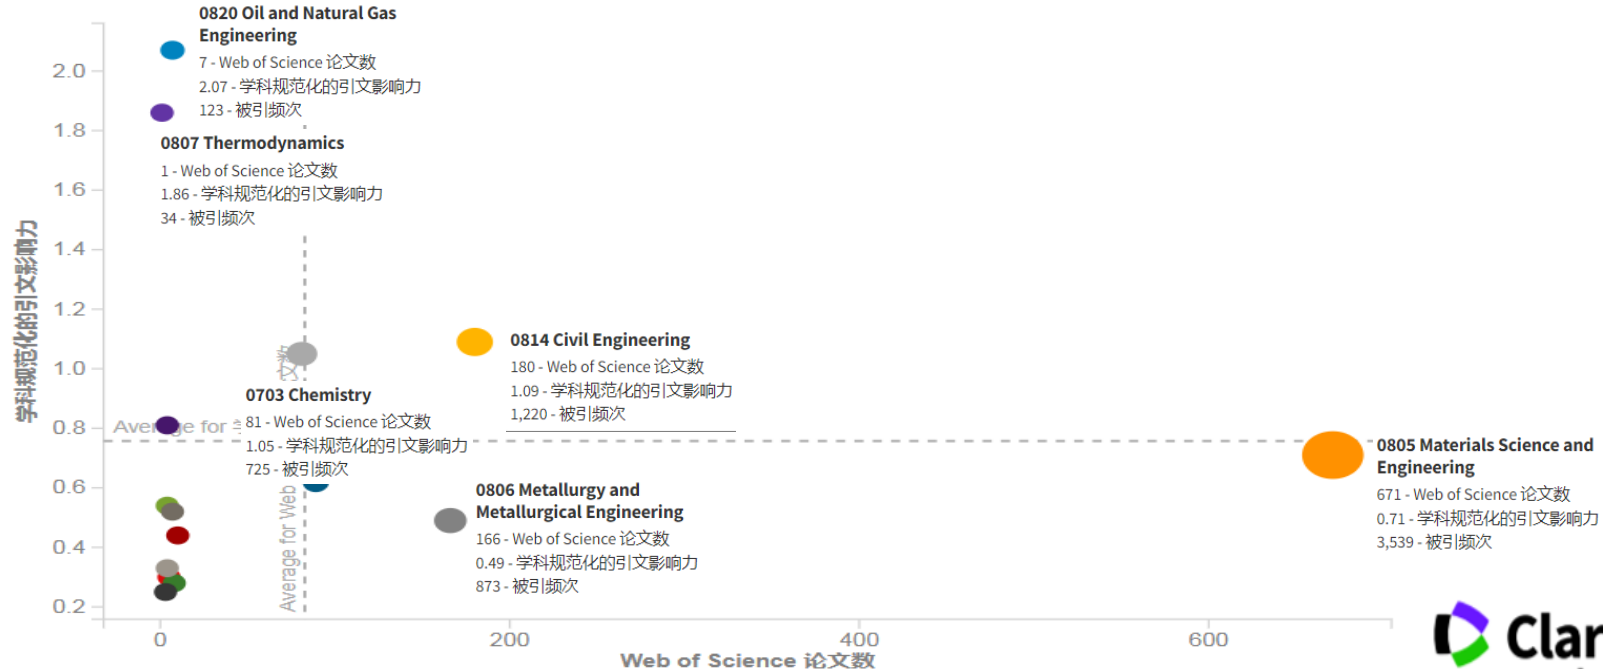 0820 Oil and Natural Gas
Engineering
7 - Web of Science 论文数
2.07 - 学科规范化的引文影响力
123 - 被引频次
0807 Thermodynamics
1 - Web of Science 论文数
1.86 - 学科规范化的引文影响力
34 - 被引频次
0814 Civil Engineering
180 - Web of Science 论文数
1.09 - 学科规范化的引文影响力
1,220 - 被引频次
0703 Chemistry
81 - Web of Science 论文数
1.05 - 学科规范化的引文影响力
725 - 被引频次
0805 Materials Science and
Engineering
671 - Web of Science 论文数
0.71 - 学科规范化的引文影响力
3,539 - 被引频次
0806 Metallurgy and
Metallurgical Engineering
166 - Web of Science 论文数
0.49 - 学科规范化的引文影响力
873 - 被引频次
学科规范化的引文影响力
2.0
1.8
1.6
1.4
1.2
1.0
0.8
0.6
0.4
0.2
Average for
Average for Web
0
200
400
600
Web of Science 论文数
Clar